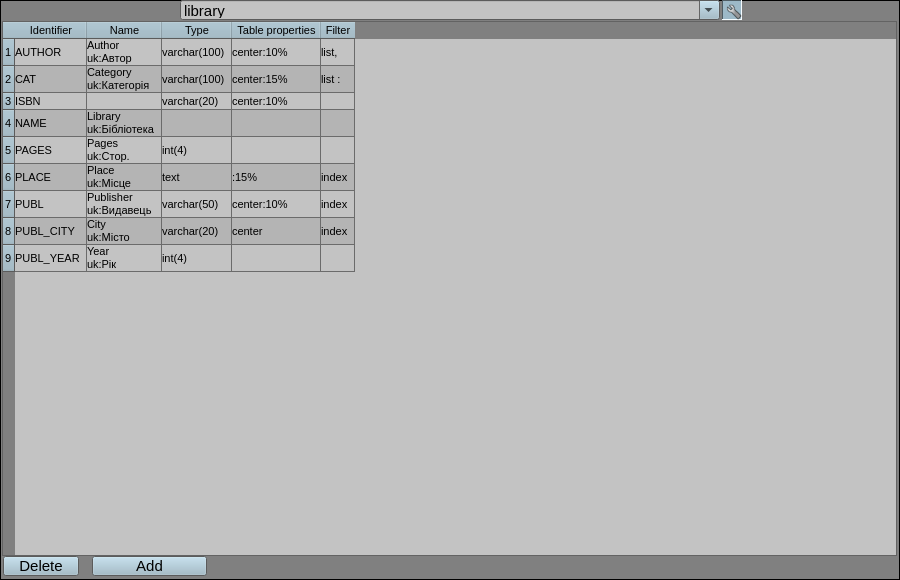 library
Identifier Name Type Table properties Filter
1 AUTHOR Author varchar(100) center:10% list,
uk:Автор
2 CAT Category varchar(100) center:15% list :
uk:Категорія
3 ISBN varchar(20) center:10%
4 NAME Library
uk:Бібліотека
5 PAGES Pages int(4)
uk:Стор.
6 PLACE Place text :15% index
uk:Місце
7 PUBL Publisher varchar(50) center:10% index
uk:Видавець
8 PUBL_CITY City varchar(20) center index
uk:Місто
9 PUBL_YEAR Year int(4)
uk:Рік
Delete Add